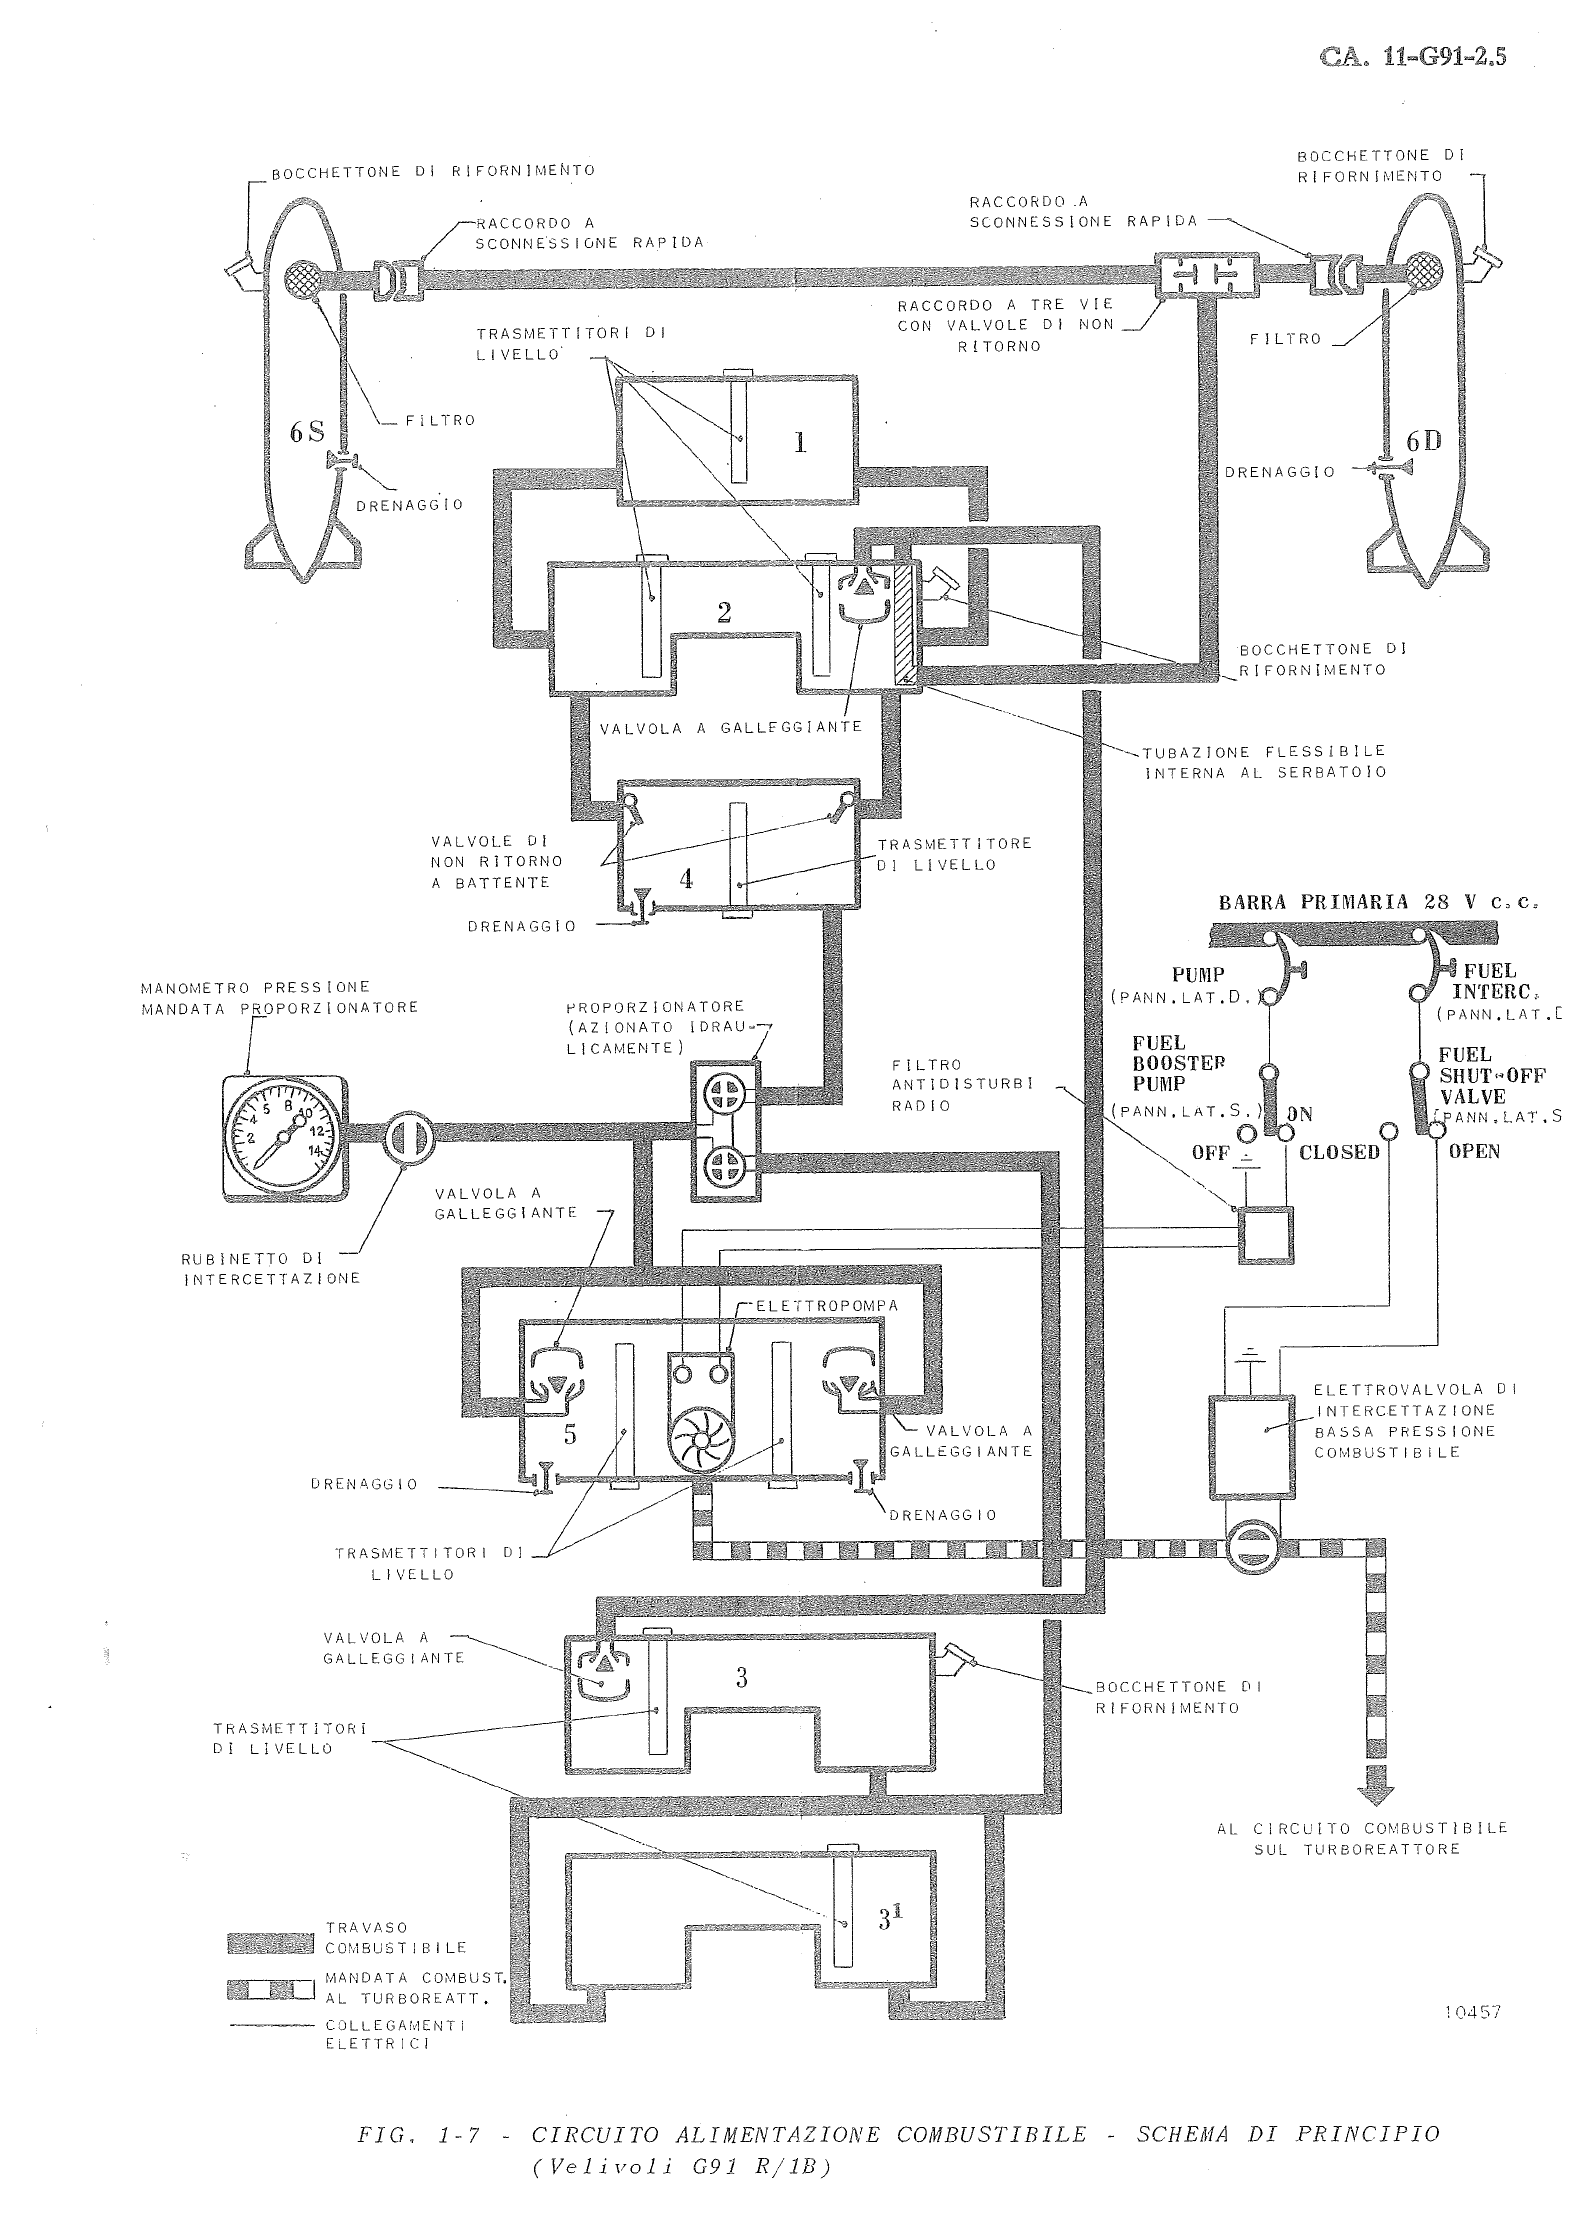 CA. 11-G91-2.5
BOCCHETTONE DI RIFORNIMENTO
BOCCHETTONE DI
RIFORNIMENTO
RACCORDO A
SCONNESSIONE RAPIDA
RACCORDO A
SCONNESSIONE RAPIDA
RACCORDO A TRE VIE
CON VALVOLE DI NON
RITORNO
FILTRO
TRASMETTITORI DI
LIVELLO
6S
FILTRO
1
6D
DRENAGGIO
DRENAGGIO
2
BOCCHETTONE DI
RIFORNIMENTO
VALVOLA A GALLEGGIANTE
TUBAZIONE FLESSIBILE
INTERNA AL SERBATOIO
VALVOLE DI
NON RITORNO
A BATTENTE
TRASMETTITORE
DI LIVELLO
4
DRENAGGIO
BARRA PRIMARIA 28 V c.c.
PUMP
(PANN.LAT.D.)
FUEL
INTERC.
(PANN.LAT.D
MANOMETRO PRESSIONE
MANDATA PROPORZIONATORE
PROPORZIONATORE
(AZIONATO IDRAU-
LICAMENTE)
FILTRO
ANTIDISTURBI
RADIO
FUEL
BOOSTER
PUMP
(PANN.LAT.S.)
FUEL
SHUT-OFF
VALVE
(PANN.LAT.S
ON
OFF
CLOSED
OPEN
2
4
6
8
10
12
14
VALVOLA A
GALLEGGIANTE
RUBINETTO DI
INTERCETTAZIONE
ELETTROPOMPA
5
VALVOLA A
GALLEGGIANTE
ELETTROVALVOLA DI
INTERCETTAZIONE
BASSA PRESSIONE
COMBUSTIBILE
DRENAGGIO
DRENAGGIO
TRASMETTITORI DI
LIVELLO
VALVOLA A
GALLEGGIANTE
3
BOCCHETTONE DI
RIFORNIMENTO
TRASMETTITORI
DI LIVELLO
AL CIRCUITO COMBUSTIBILE
SUL TURBOREATTORE
3¹
TRAVASO
COMBUSTIBILE
MANDATA COMBUST.
AL TURBOREATT.
COLLEGAMENTI
ELETTRICI
10457
FIG. 1-7 - CIRCUITO ALIMENTAZIONE COMBUSTIBILE - SCHEMA DI PRINCIPIO
(Velivoli G91 R/1B)